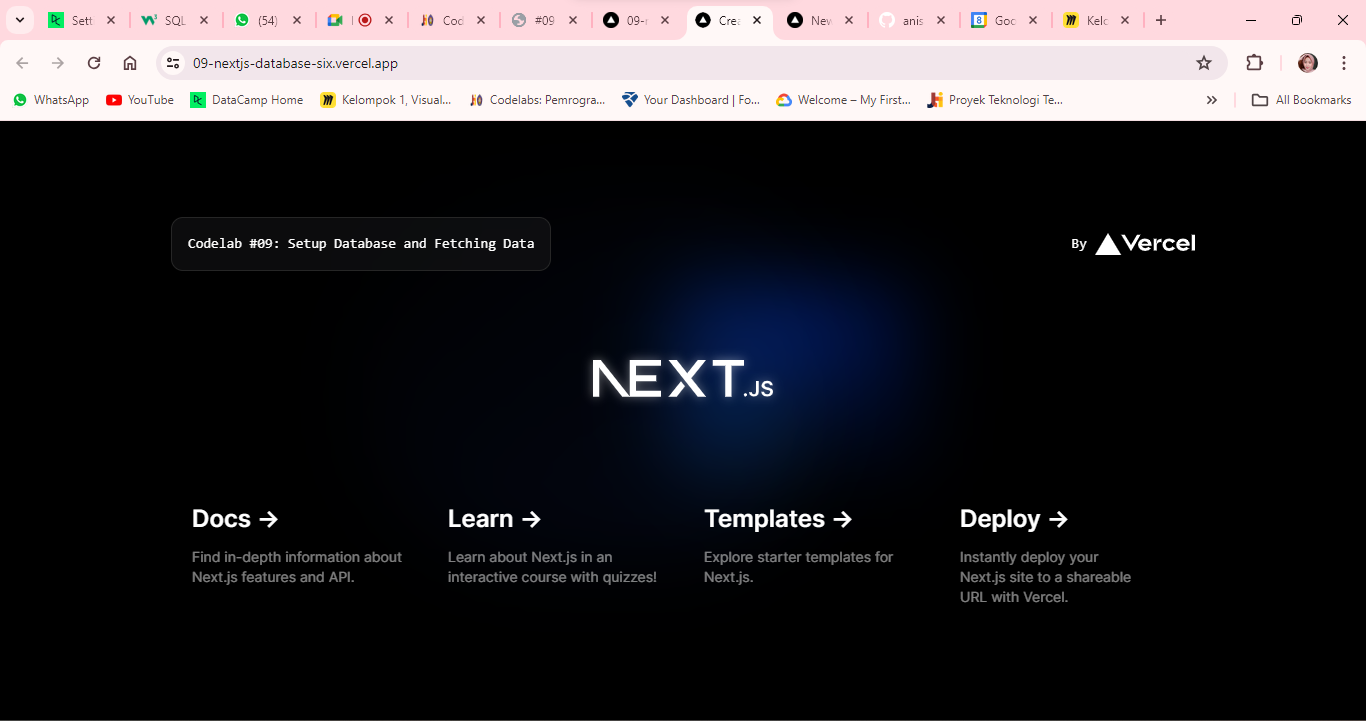 Sett
SQL
(54)
Cod
#09
09-r
Crea
New
anis
Goo
Kelo
09-nextjs-database-six.vercel.app
WhatsApp
YouTube
DataCamp Home
Kelompok 1, Visual...
Codelabs: Pemrogra...
Your Dashboard | Fo...
Welcome – My First...
Proyek Teknologi Te...
All Bookmarks
Codelab #09: Setup Database and Fetching Data
By Vercel
NEXT.JS
Docs →
Find in-depth information about
Next.js features and API.
Learn →
Learn about Next.js in an
interactive course with quizzes!
Templates →
Explore starter templates for
Next.js.
Deploy →
Instantly deploy your
Next.js site to a shareable
URL with Vercel.